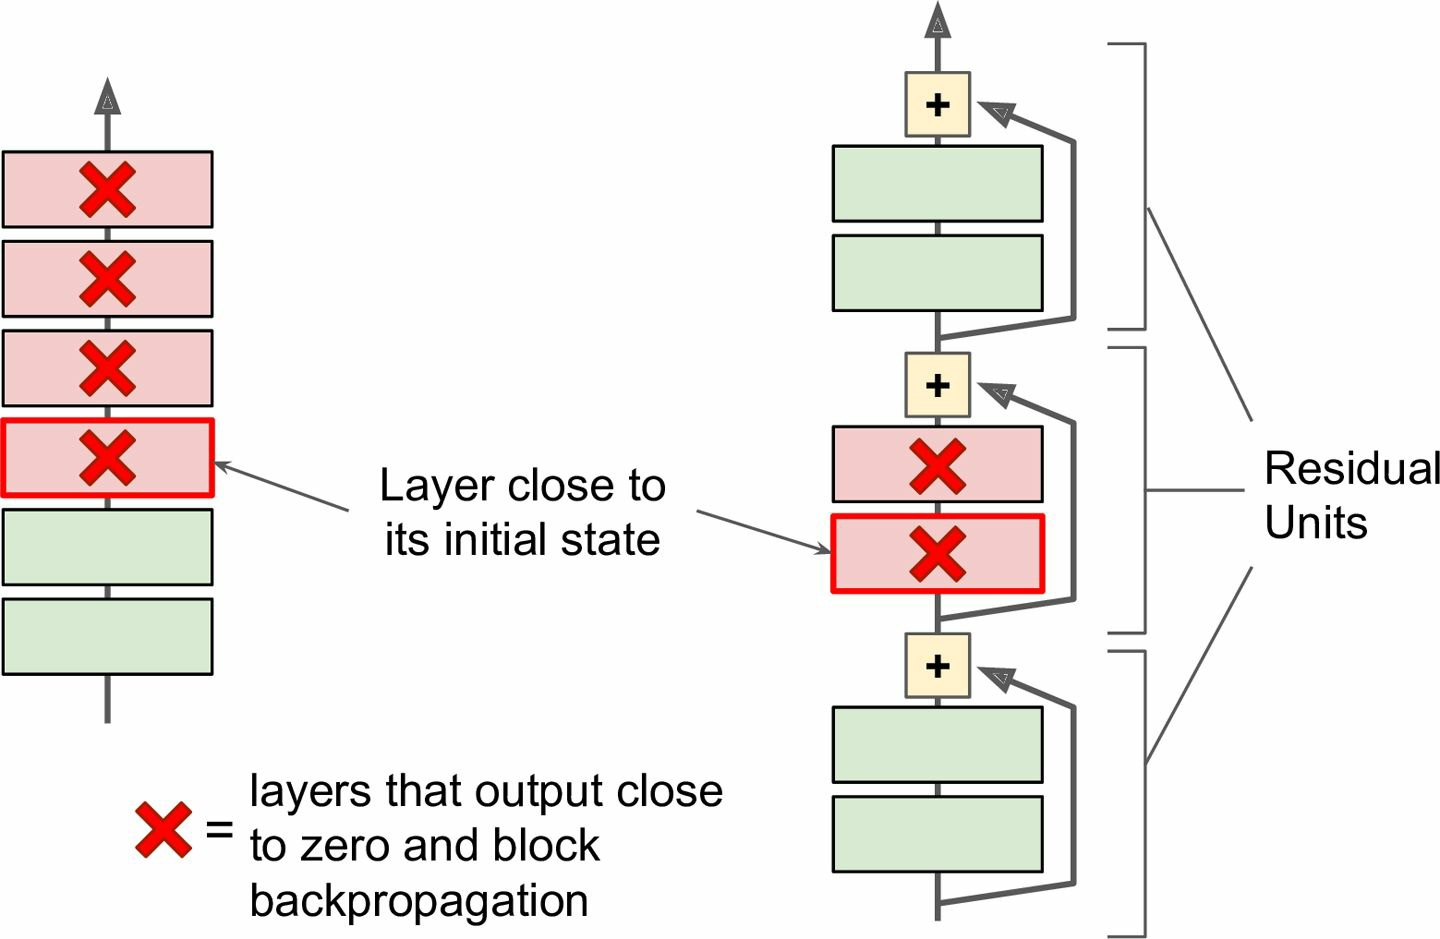 +
+
Layer close to
its initial state
Residual
Units
+
= layers that output close
to zero and block
backpropagation